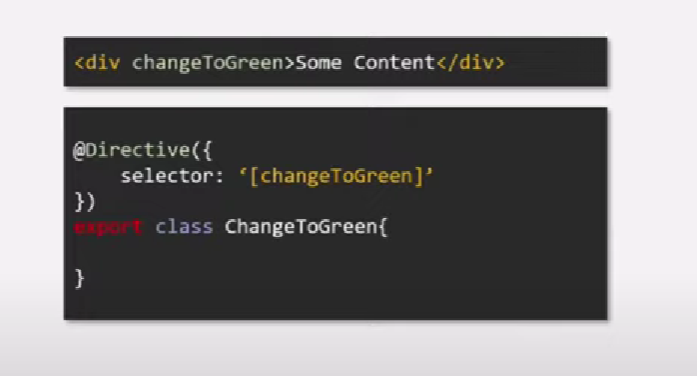 <div changeToGreen>Some Content</div>
@Directive({
selector: ‘[changeToGreen]’
})
export class ChangeToGreen{
}